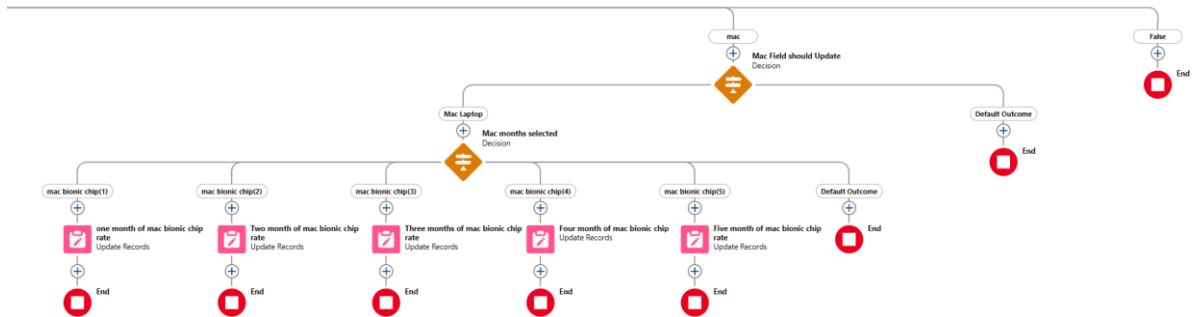 mac
False
Mac Field should Update
Decision
End
Mac Laptop
Default Outcome
Mac months selected
Decision
End
mac bionic chip(1)
mac bionic chip(2)
mac bionic chip(3)
mac bionic chip(4)
mac bionic chip(5)
Default Outcome
one month of mac bionic chip
rate
Update Records
Two month of mac bionic chip
rate
Update Records
Three months of mac bionic chip
rate
Update Records
Four month of mac bionic chip
Update Records
Five month of mac bionic chip
rate
Update Records
End
End
End
End
End
End